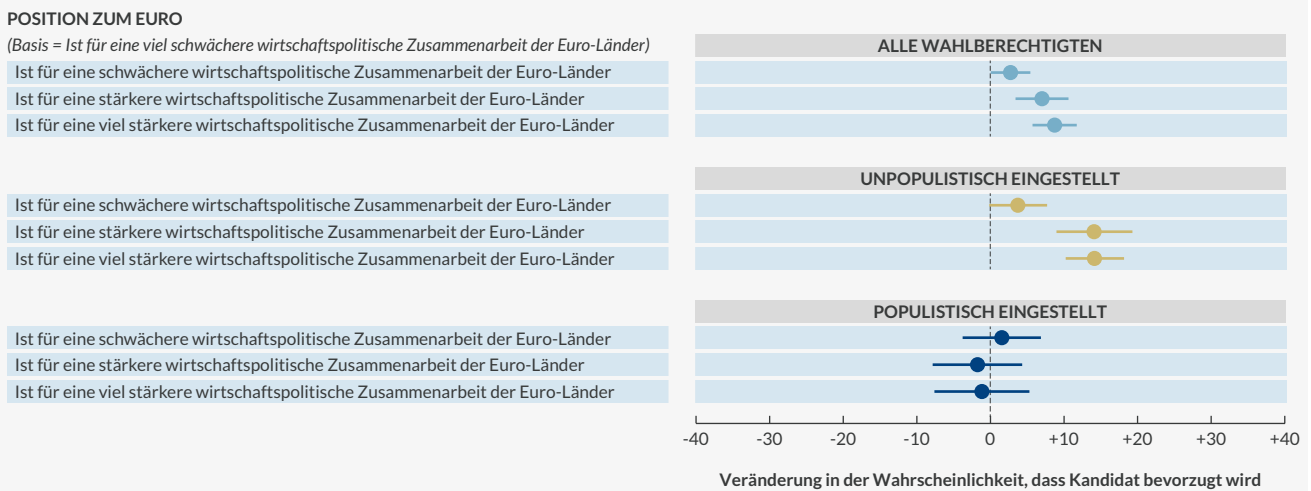 POSITION ZUM EURO
(Basis = Ist für eine viel schwächere wirtschaftspolitische Zusammenarbeit der Euro-Länder)
ALLE WAHLBERECHTIGTEN
Ist für eine schwächere wirtschaftspolitische Zusammenarbeit der Euro-Länder
Ist für eine stärkere wirtschaftspolitische Zusammenarbeit der Euro-Länder
Ist für eine viel stärkere wirtschaftspolitische Zusammenarbeit der Euro-Länder
UNPOPULISTISCH EINGESTELLT
Ist für eine schwächere wirtschaftspolitische Zusammenarbeit der Euro-Länder
Ist für eine stärkere wirtschaftspolitische Zusammenarbeit der Euro-Länder
Ist für eine viel stärkere wirtschaftspolitische Zusammenarbeit der Euro-Länder
POPULISTISCH EINGESTELLT
Ist für eine schwächere wirtschaftspolitische Zusammenarbeit der Euro-Länder
Ist für eine stärkere wirtschaftspolitische Zusammenarbeit der Euro-Länder
Ist für eine viel stärkere wirtschaftspolitische Zusammenarbeit der Euro-Länder
-40 -30 -20 -10 0 +10 +20 +30 +40
Veränderung in der Wahrscheinlichkeit, dass Kandidat bevorzugt wird